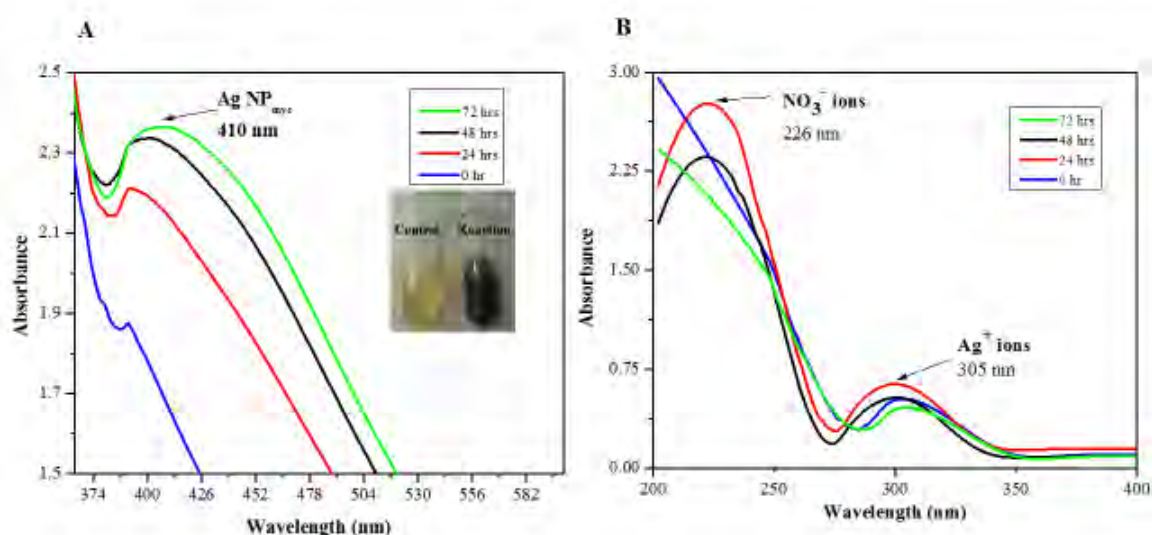 A
2.5
2.3
2.1
1.9
1.7
1.5
374 400 426 452 478 504 530 556 582
Absorbance
Wavelength (nm)
Ag NPmyc
410 nm
72 hrs
48 hrs
24 hrs
0 hr
Control Reaction
B
3.00
2.25
1.50
0.75
0.00
200 250 300 350 400
Absorbance
Wavelength (nm)
NO₃⁻ ions
226 nm
72 hrs
48 hrs
24 hrs
0 hr
Ag⁺ ions
305 nm